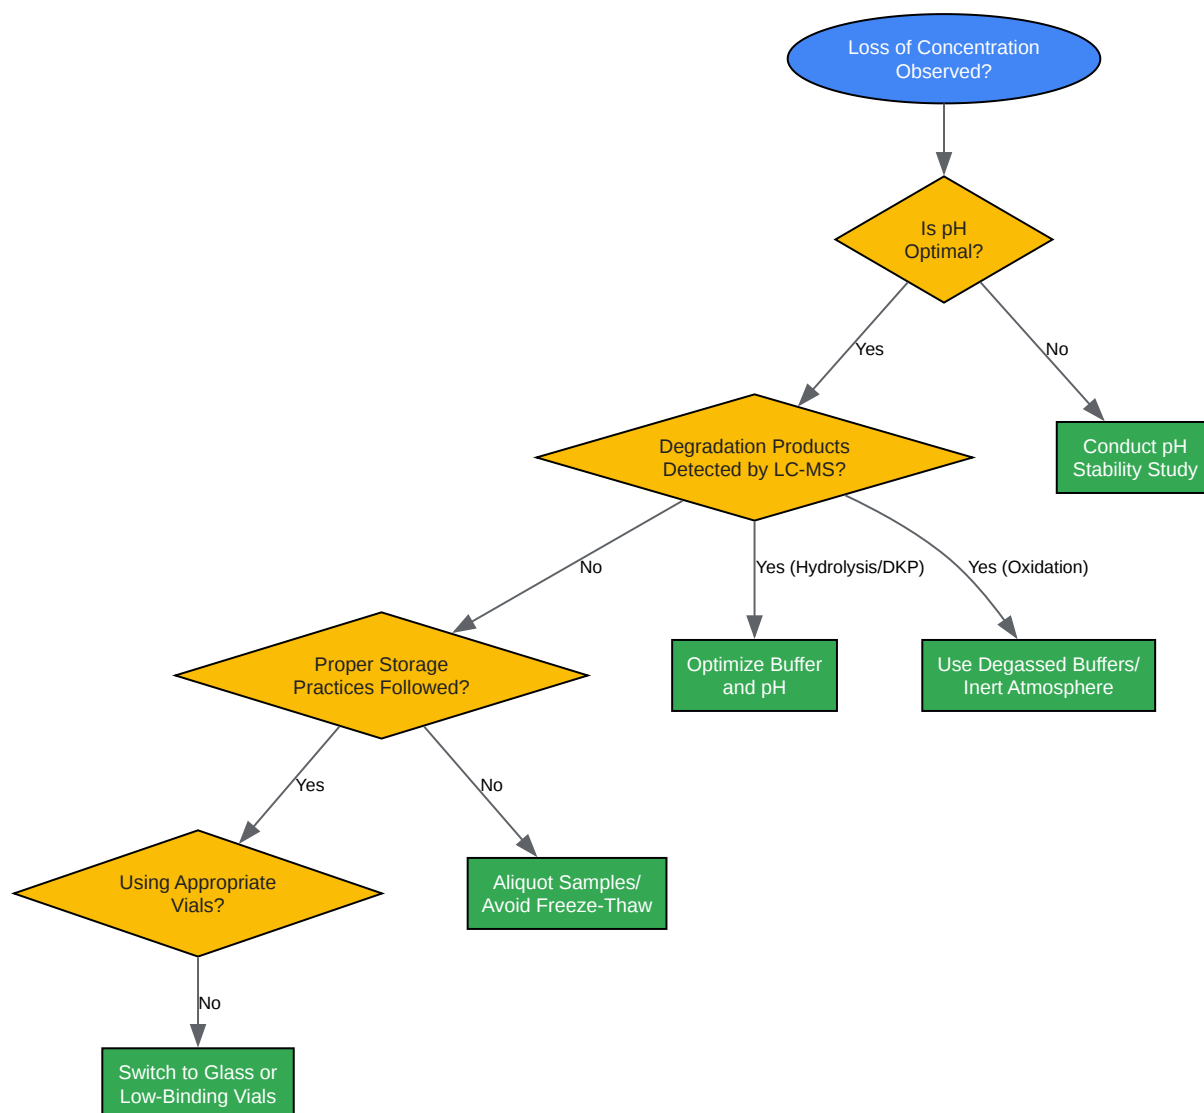 Loss of Concentration
Observed?
Is pH
Optimal?
Yes
No
Degradation Products
Detected by LC-MS?
Conduct pH
Stability Study
No
Yes (Hydrolysis/DKP)
Yes (Oxidation)
Proper Storage
Practices Followed?
Optimize Buffer
and pH
Use Degassed Buffers/
Inert Atmosphere
Yes
No
Using Appropriate
Vials?
Aliquot Samples/
Avoid Freeze-Thaw
No
Switch to Glass or
Low-Binding Vials